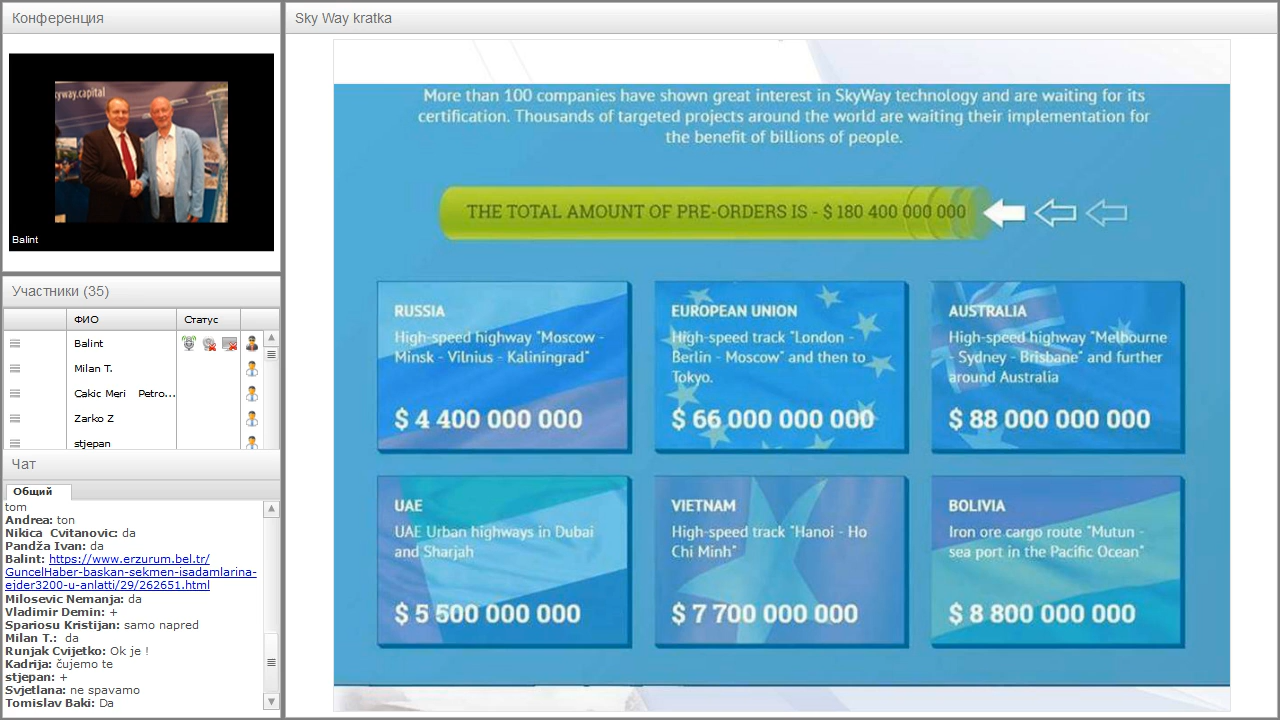 Конференция
kyway.capital
Balint
Участники (35)
ФИО
Статус
Balint
Milan T.
Cakic Meri Petro...
Zarko Z
stjepan
Чат
Общий
tom
Andrea: ton
Nikica Cvitanovic: da
Pandža Ivan: da
Balint: https://www.erzurum.bel.tr/
GuncelHaber-baskan-sekmen-isadamlarina-
ejder3200-u-anlatti/29/262651.html
Milosevic Nemanja: da
Vladimir Demin: +
Spariosu Kristijan: samo napred
Milan T.: da
Runjak Cvijetko: Ok je !
Kadrija: čujemo te
stjepan: +
Svjetlana: ne spavamo
Tomislav Baki: Da
Sky Way kratka
More than 100 companies have shown great interest in SkyWay technology and are waiting for its
certification. Thousands of targeted projects around the world are waiting their implementation for
the benefit of billions of people.
THE TOTAL AMOUNT OF PRE-ORDERS IS - $ 180 400 000 000
RUSSIA
High-speed highway "Moscow -
Minsk - Vilnius - Kaliningrad"
$ 4 400 000 000
EUROPEAN UNION
High-speed track "London -
Berlin - Moscow" and then to
Tokyo.
$ 66 000 000 000
AUSTRALIA
High-speed highway "Melbourne
- Sydney - Brisbane" and further
around Australia
$ 88 000 000 000
UAE
UAE Urban highways in Dubai
and Sharjah
$ 5 500 000 000
VIETNAM
High-speed track "Hanoi - Ho
Chi Minh"
$ 7 700 000 000
BOLIVIA
Iron ore cargo route "Mutun -
sea port in the Pacific Ocean"
$ 8 800 000 000